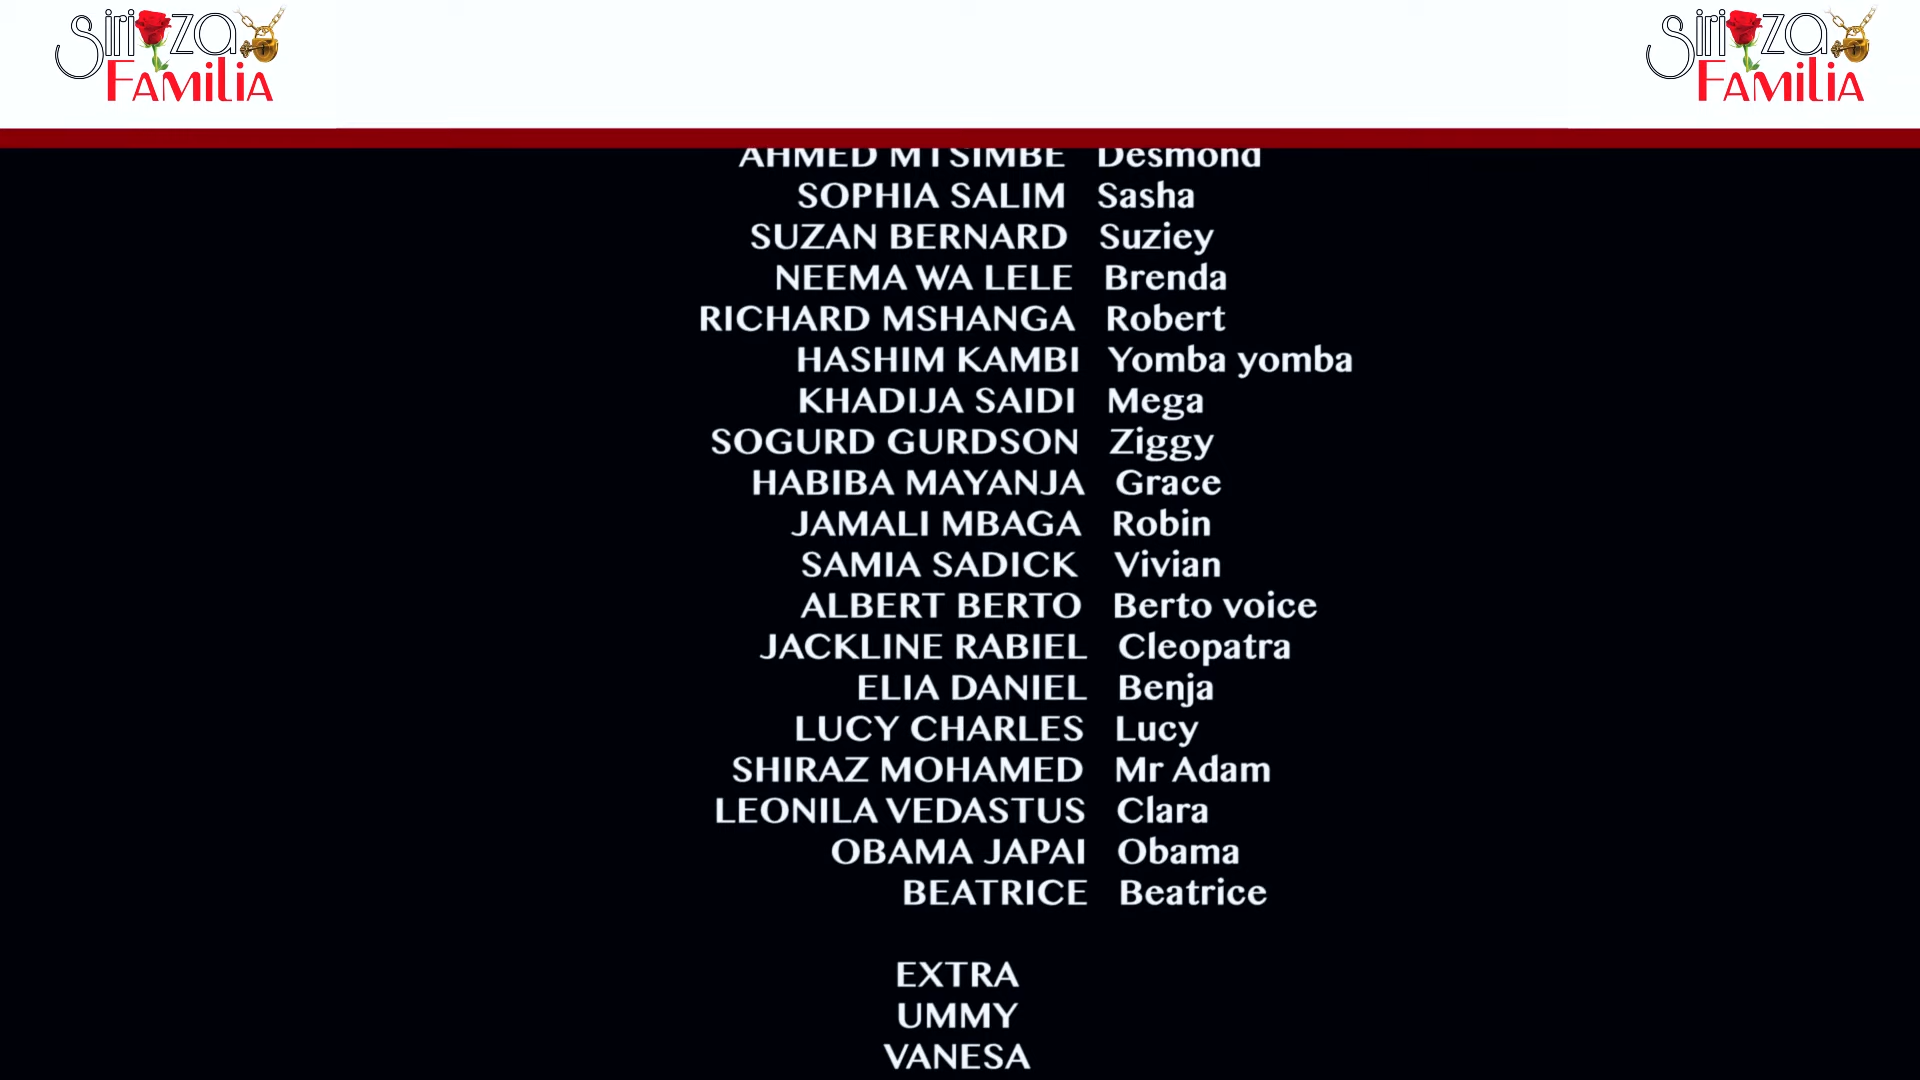 Siri za
Familia
Siri za
Familia
AHMED MTSIMBE Desmond
SOPHIA SALIM Sasha
SUZAN BERNARD Suziey
NEEMA WA LELE Brenda
RICHARD MSHANGA Robert
HASHIM KAMBI Yomba yomba
KHADIJA SAIDI Mega
SOGURD GURDSON Ziggy
HABIBA MAYANJA Grace
JAMALI MBAGA Robin
SAMIA SADICK Vivian
ALBERT BERTO Berto voice
JACKLINE RABIEL Cleopatra
ELIA DANIEL Benja
LUCY CHARLES Lucy
SHIRAZ MOHAMED Mr Adam
LEONILA VEDASTUS Clara
OBAMA JAPAI Obama
BEATRICE Beatrice
EXTRA
UMMY
VANESA